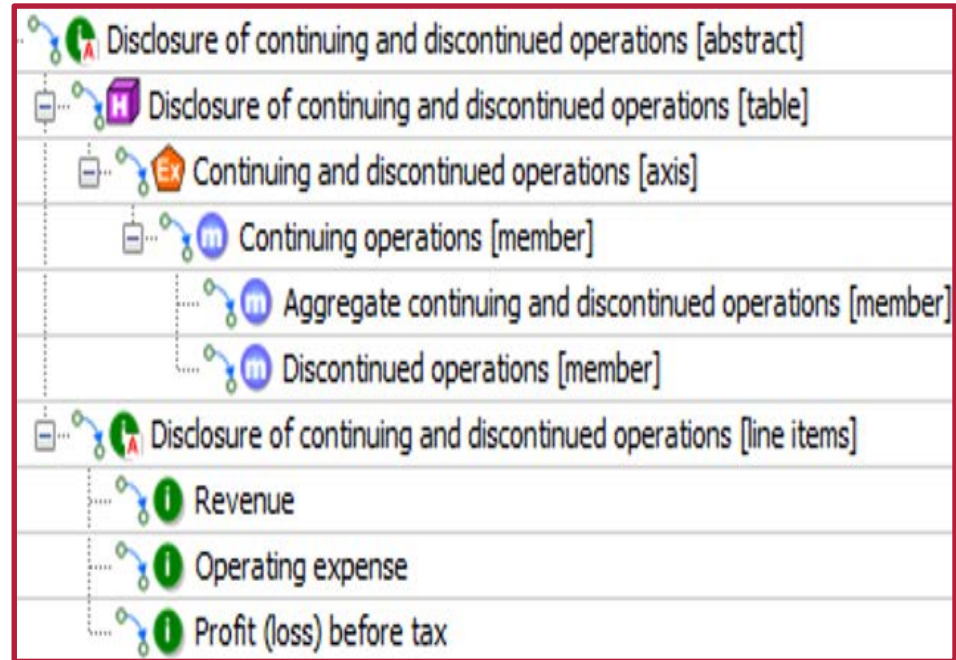 Disclosure of continuing and discontinued operations [abstract]
Disclosure of continuing and discontinued operations [table]
Continuing and discontinued operations [axis]
Continuing operations [member]
Aggregate continuing and discontinued operations [member]
Discontinued operations [member]
Disclosure of continuing and discontinued operations [line items]
Revenue
Operating expense
Profit (loss) before tax